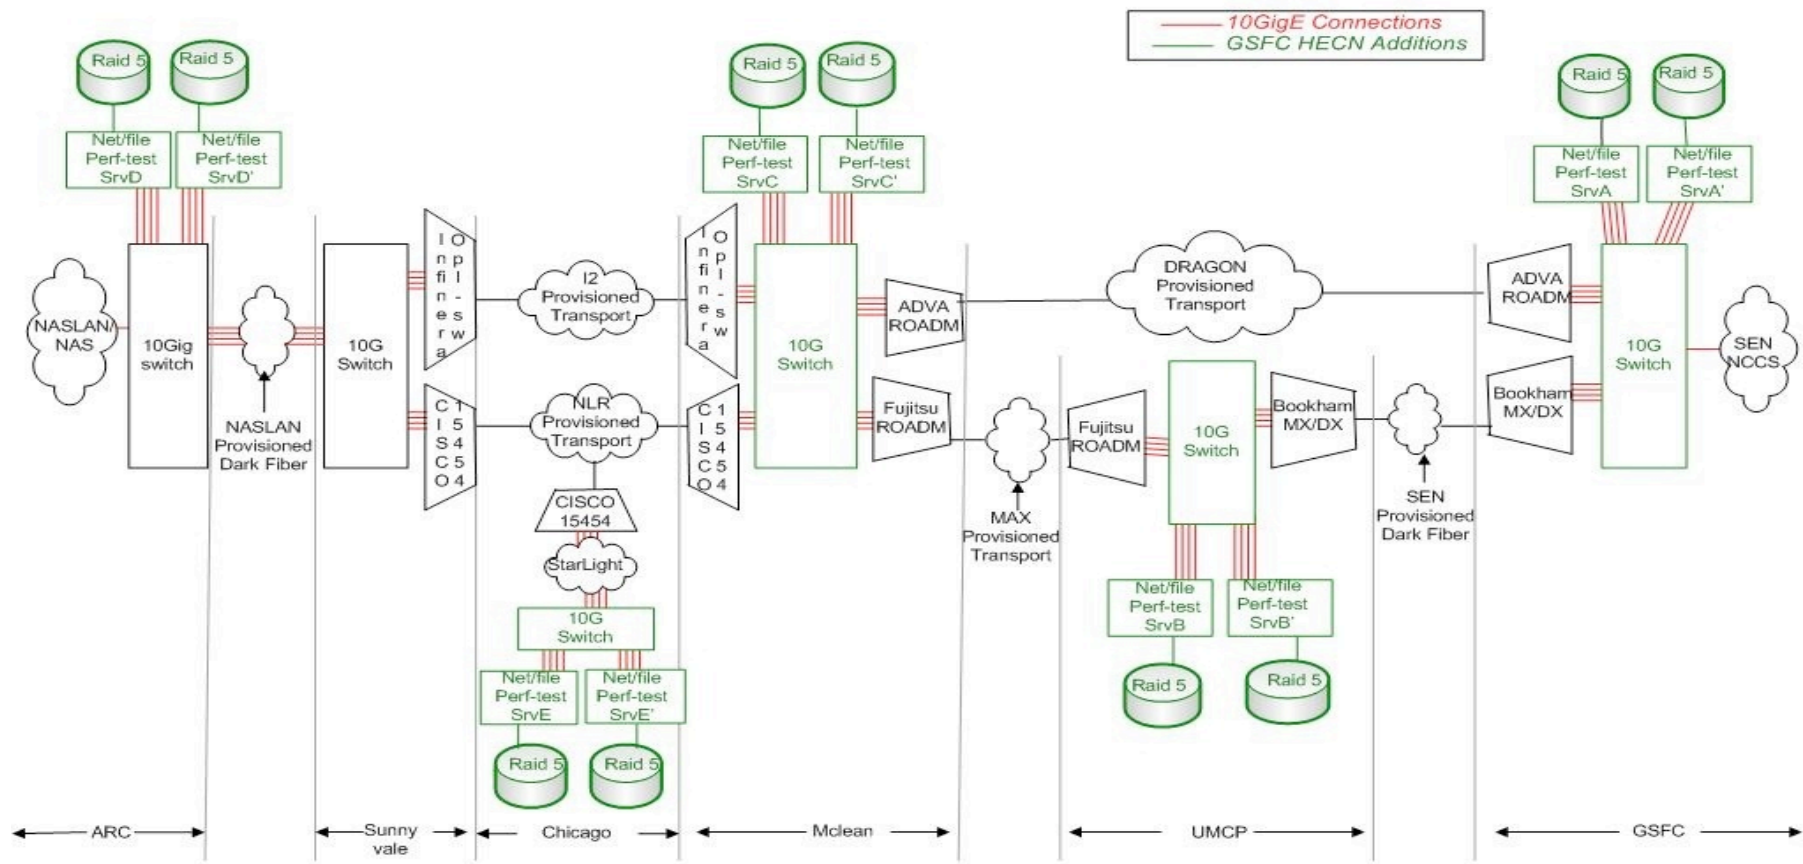 10GigE Connections
GSFC HECN Additions
Raid 5
Raid 5
Net/file
Perf-test
SrvD
Net/file
Perf-test
SrvD'
NASLAN/
NAS
10Gig
switch
NASLAN
Provisioned
Dark Fiber
10G
Switch
Infinera
Opl-sw
CISCO
15454
I2
Provisioned
Transport
NLR
Provisioned
Transport
CISCO
15454
StarLight
10G
Switch
Net/file
Perf-test
SrvE
Net/file
Perf-test
SrvE'
Raid 5
Raid 5
Raid 5
Raid 5
Net/file
Perf-test
SrvC
Net/file
Perf-test
SrvC'
Infinera
Opl-sw
CISCO
15454
10G
Switch
ADVA
ROADM
Fujitsu
ROADM
DRAGON
Provisioned
Transport
MAX
Provisioned
Transport
Fujitsu
ROADM
10G
Switch
Bookham
MX/DX
Net/file
Perf-test
SrvB
Net/file
Perf-test
SrvB'
Raid 5
Raid 5
SEN
Provisioned
Dark Fiber
Raid 5
Raid 5
Net/file
Perf-test
SrvA
Net/file
Perf-test
SrvA'
ADVA
ROADM
Bookham
MX/DX
10G
Switch
SEN
NCCS
ARC
Sunny
vale
Chicago
Mclean
UMCP
GSFC